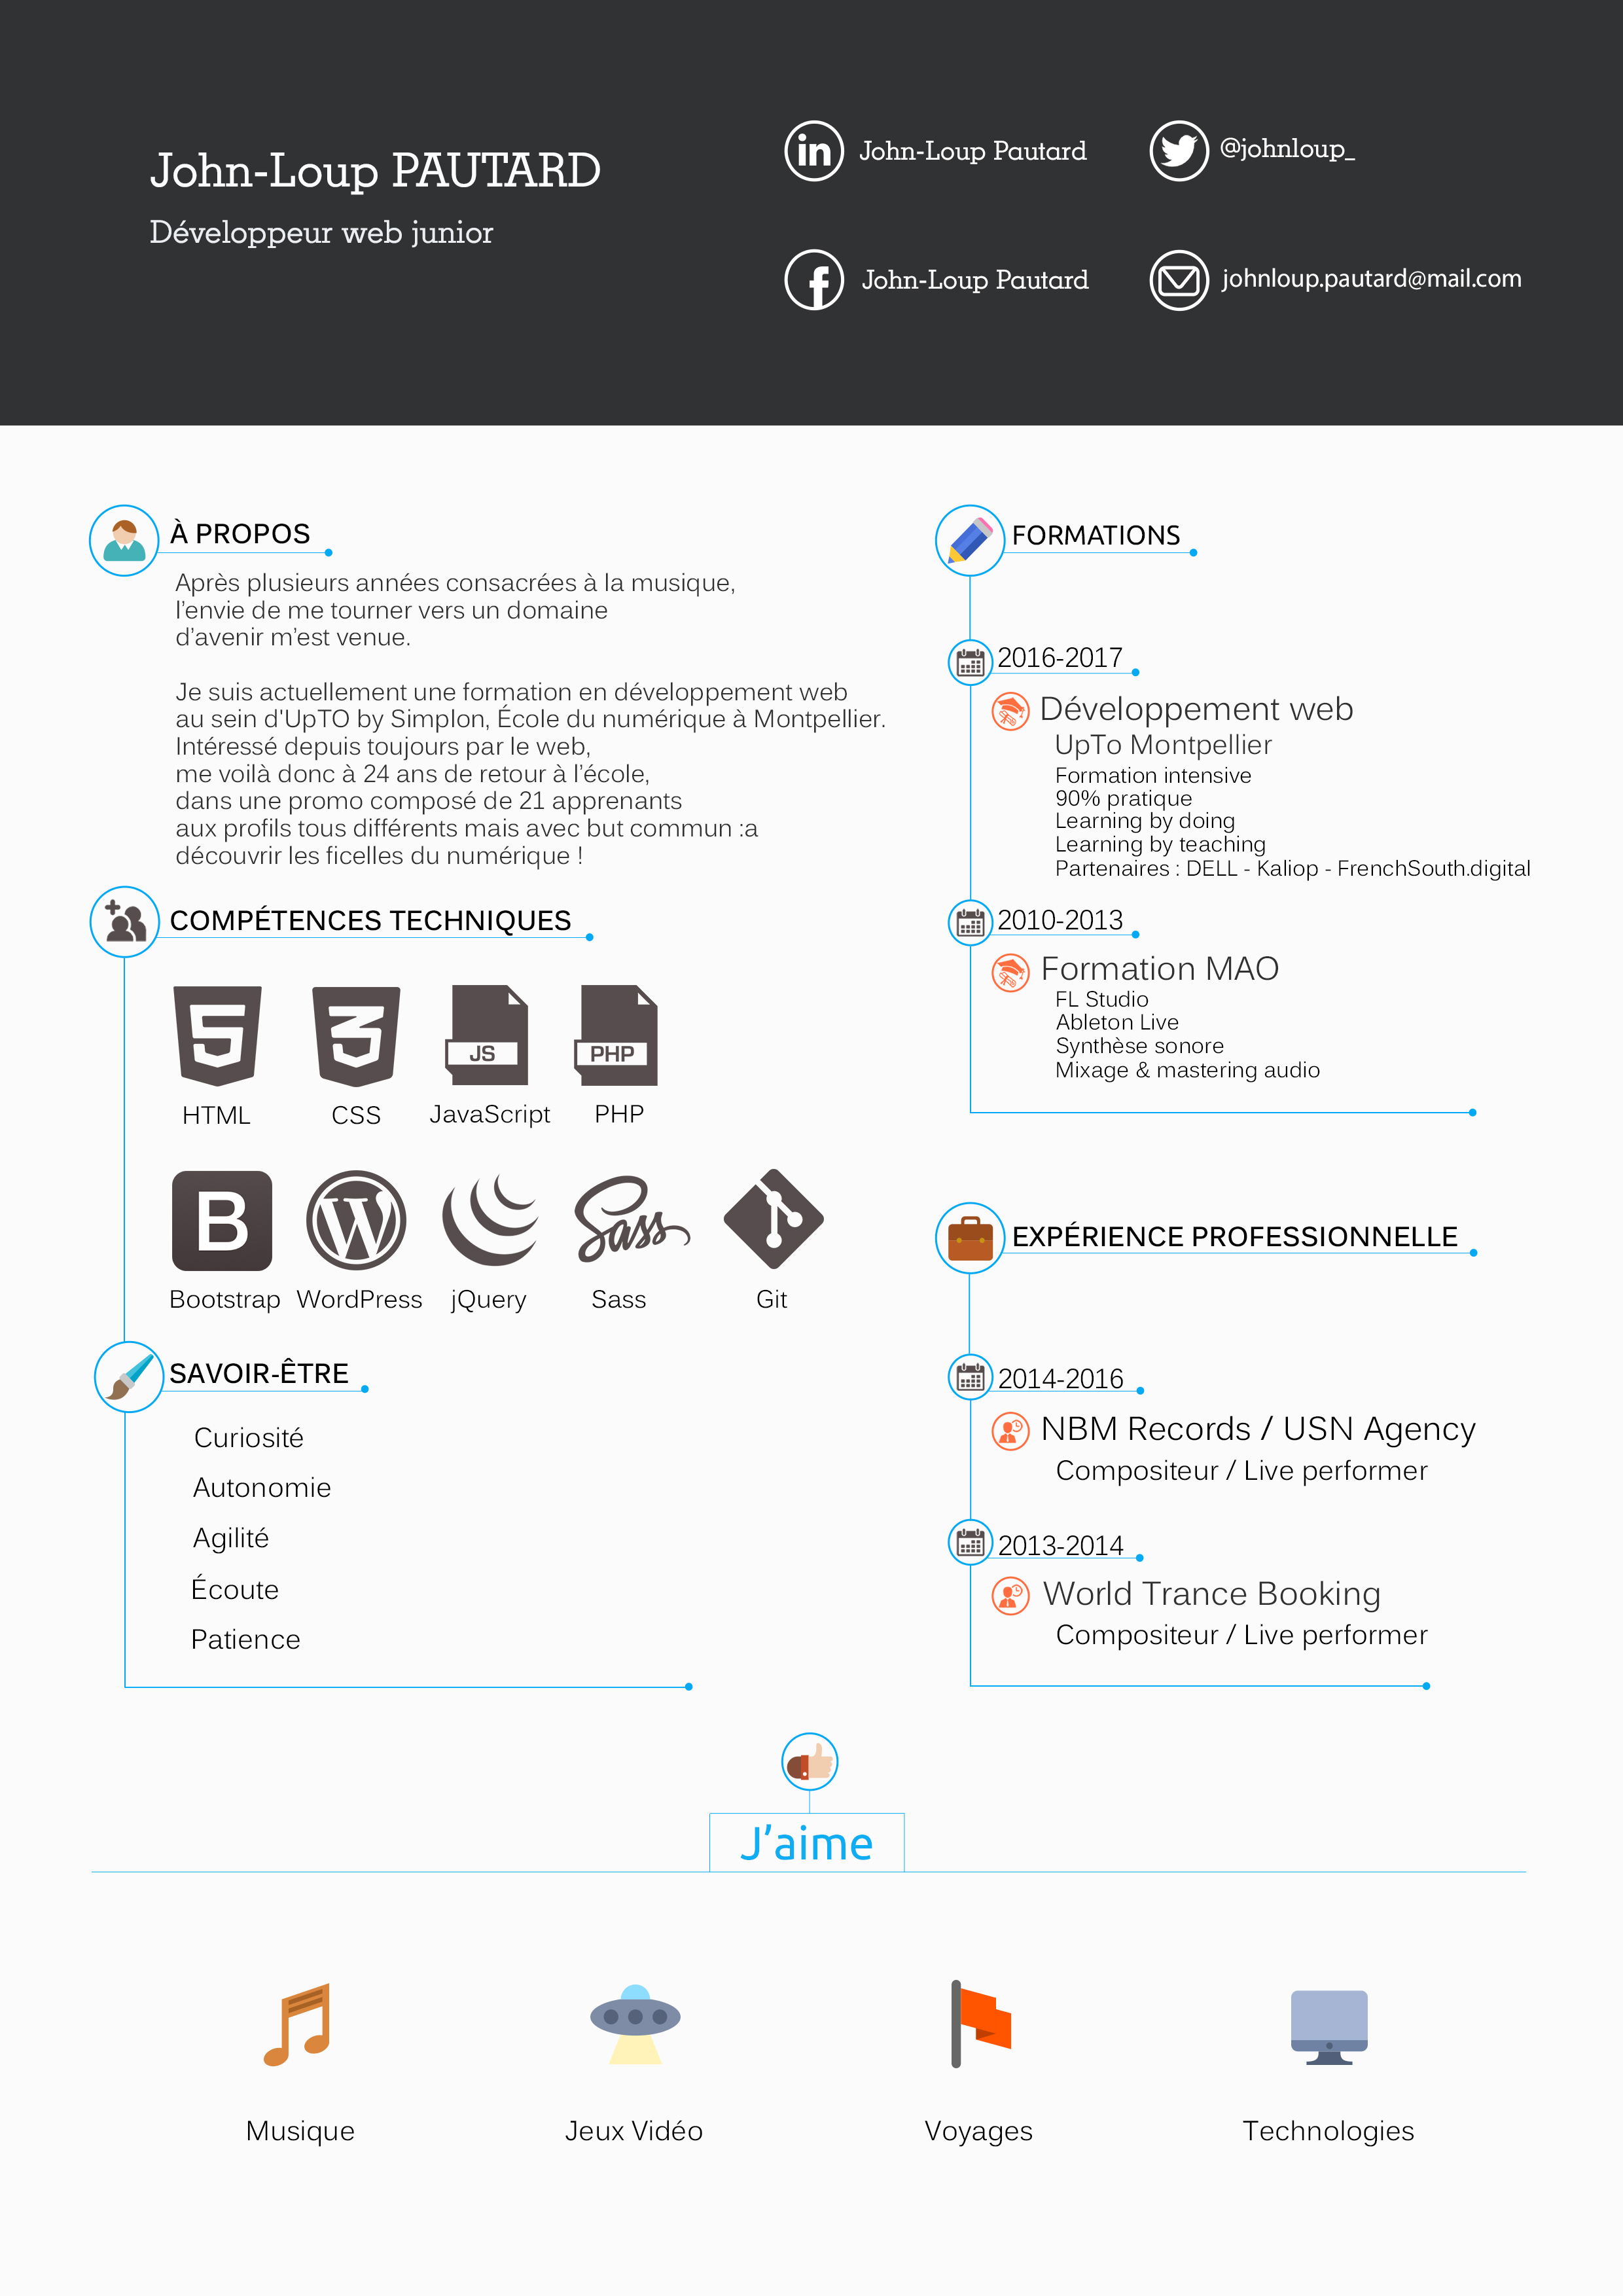 John-Loup PAUTARD
Développeur web junior
John-Loup Pautard
@johnloup_
John-Loup Pautard
johnloup.pautard@mail.com
À PROPOS
Après plusieurs années consacrées à la musique,
l’envie de me tourner vers un domaine
d’avenir m’est venue.
Je suis actuellement une formation en développement web
au sein d'UpTO by Simplon, École du numérique à Montpellier.
Intéressé depuis toujours par le web,
me voilà donc à 24 ans de retour à l’école,
dans une promo composé de 21 apprenants
aux profils tous différents mais avec but commun :a
découvrir les ficelles du numérique !
COMPÉTENCES TECHNIQUES
JS
PHP
HTML
CSS
JavaScript
PHP
B
W
Sass
Bootstrap
WordPress
jQuery
Sass
Git
SAVOIR-ÊTRE
Curiosité
Autonomie
Agilité
Écoute
Patience
FORMATIONS
2016-2017
Développement web
UpTo Montpellier
Formation intensive
90% pratique
Learning by doing
Learning by teaching
Partenaires : DELL - Kaliop - FrenchSouth.digital
2010-2013
Formation MAO
FL Studio
Ableton Live
Synthèse sonore
Mixage & mastering audio
EXPÉRIENCE PROFESSIONNELLE
2014-2016
NBM Records / USN Agency
Compositeur / Live performer
2013-2014
World Trance Booking
Compositeur / Live performer
J’aime
Musique
Jeux Vidéo
Voyages
Technologies